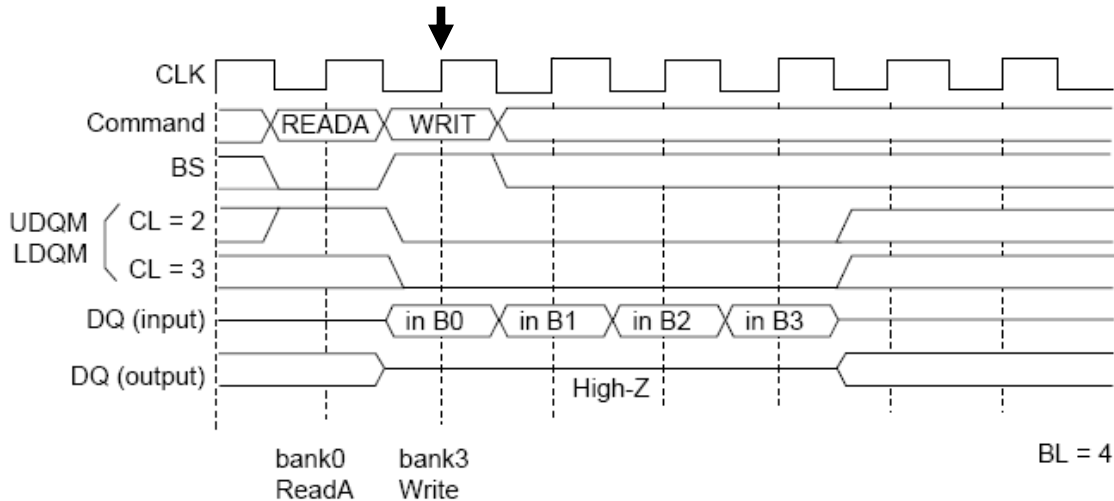 CLK
Command READA WRIT
BS
UDQM CL = 2
LDQM
CL = 3
DQ (input) in B0 in B1 in B2 in B3
DQ (output)
High-Z
bank0 bank3 BL = 4
ReadA Write